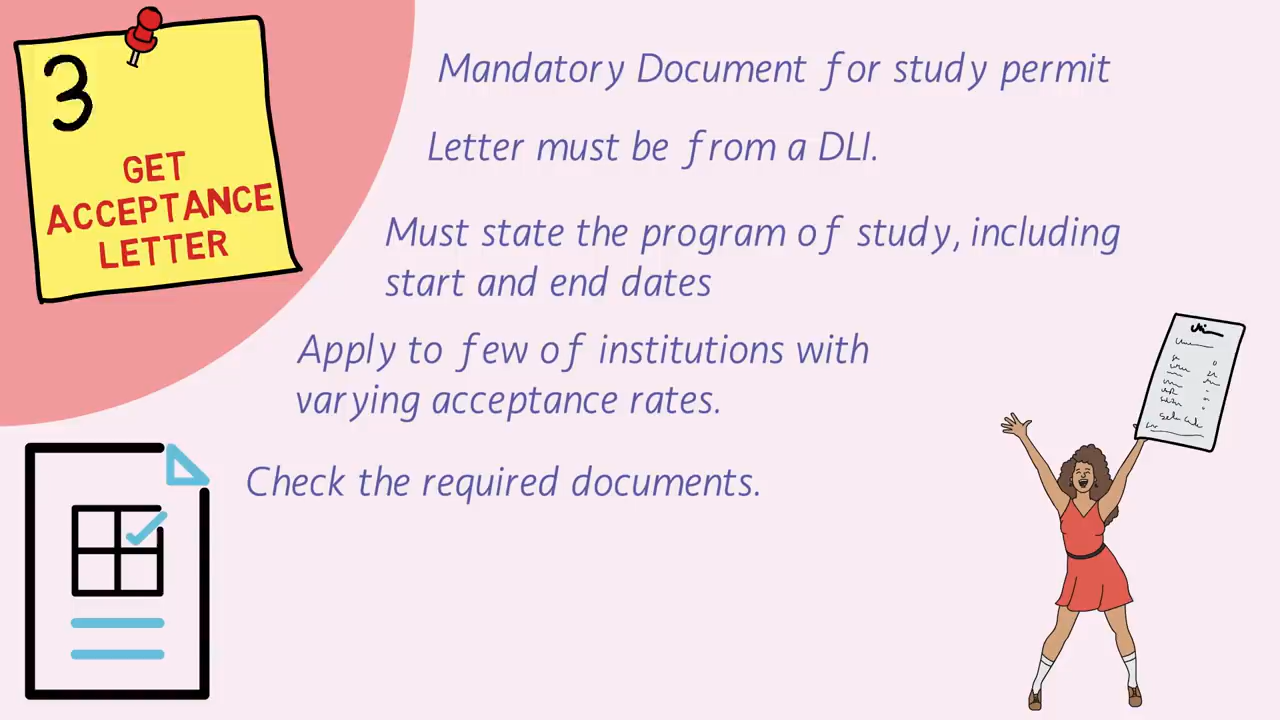 3
GET
ACCEPTANCE
LETTER
Mandatory Document for study permit
Letter must be from a DLI.
Must state the program of study, including
start and end dates
Apply to few of institutions with
varying acceptance rates.
Check the required documents.